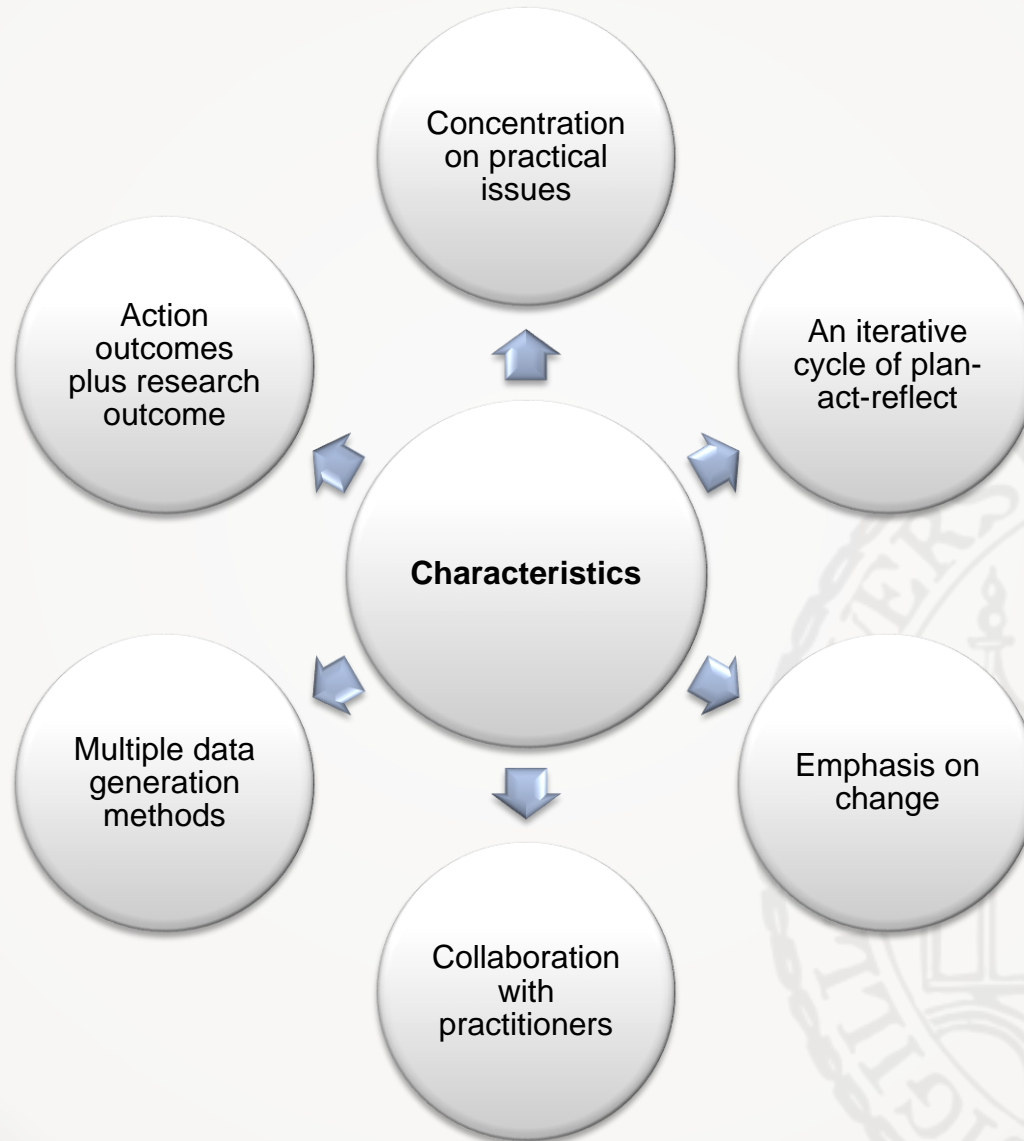 Concentration
on practical
issues
An iterative
cycle of plan-
act-reflect
Emphasis on
change
Collaboration
with
practitioners
Multiple data
generation
methods
Action
outcomes
plus research
outcome
Characteristics